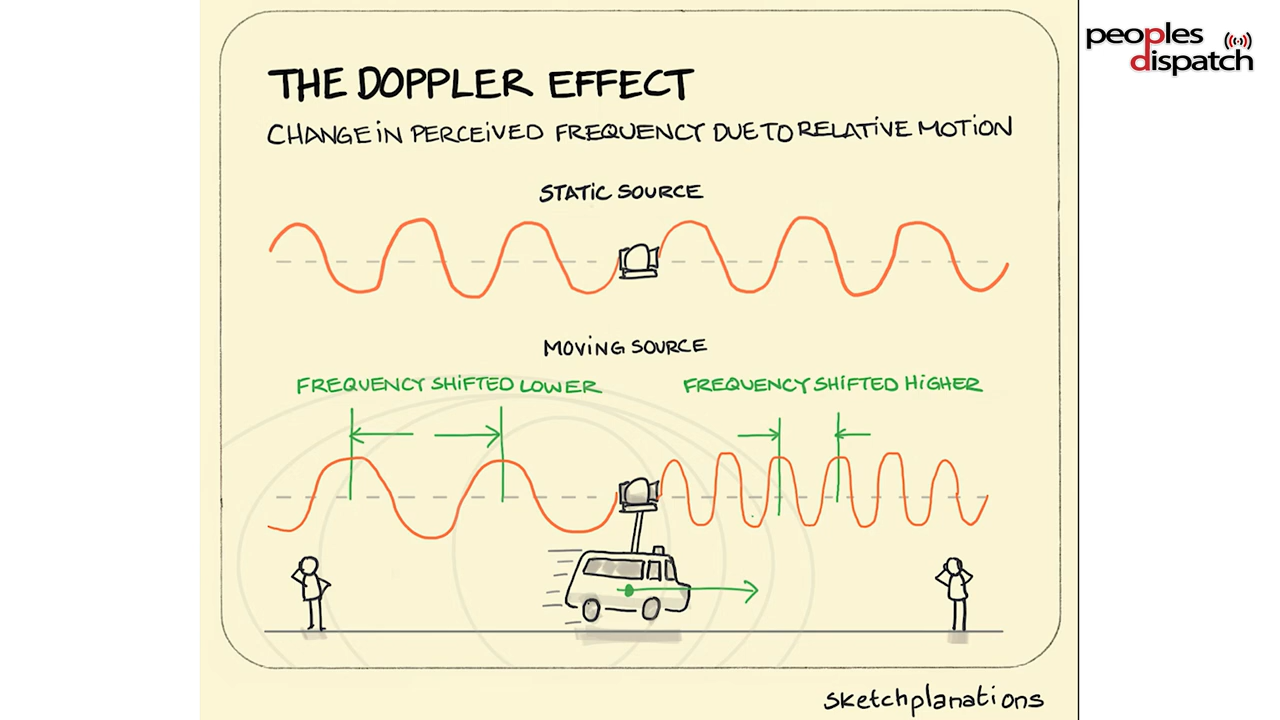 peoples
dispatch
THE DOPPLER EFFECT
CHANGE iN PERCEiVED FREQUENCY DUE TO RELATiVE MOTiON
STATiC SOURCE
MOViNG SOURCE
FREQUENCY SHiFTED LOWER
FREQUENCY SHiFTED HiGHER
sketchplanations